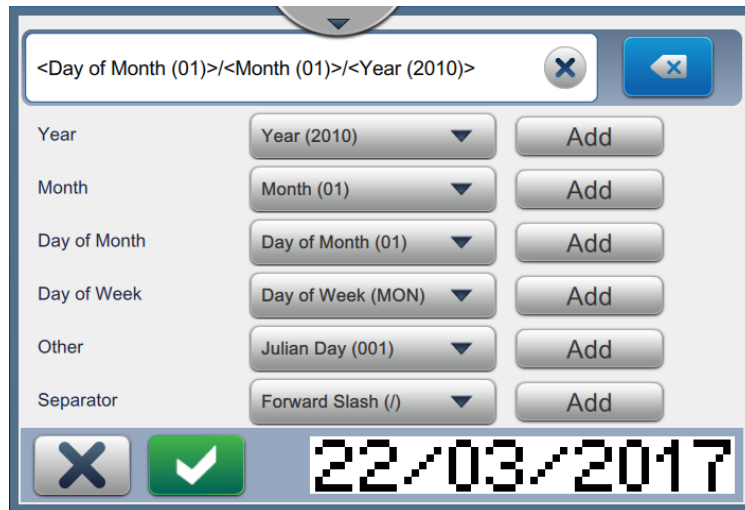 <Day of Month (01)>/<Month (01)>/<Year (2010)>
Year Year (2010) Add
Month Month (01) Add
Day of Month Day of Month (01) Add
Day of Week Day of Week (MON) Add
Other Julian Day (001) Add
Separator Forward Slash (/) Add
22/03/2017